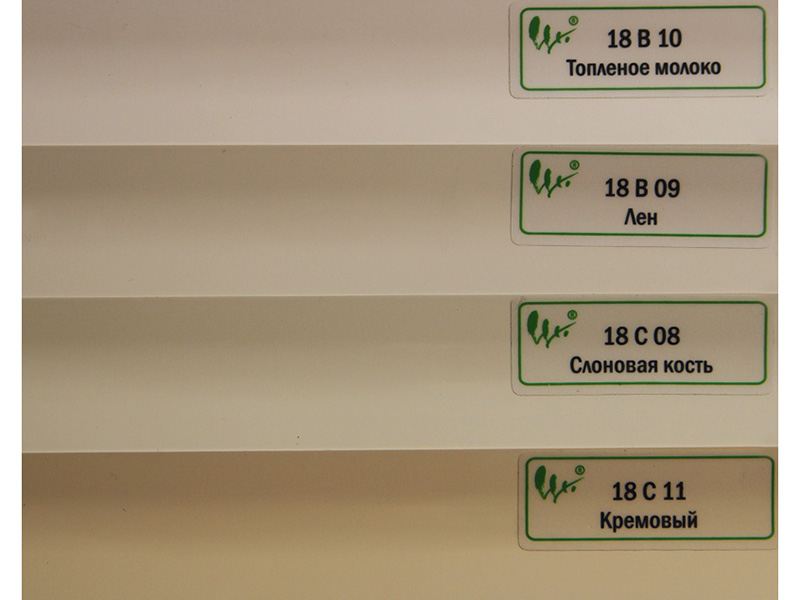 18 B 10
Топленое молоко
18 B 09
Лен
18 C 08
Слоновая кость
18 C 11
Кремовый